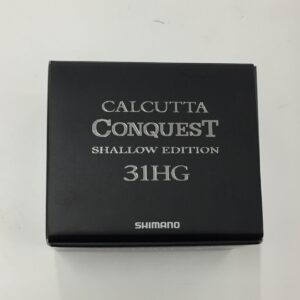 CALCUTTA
CONQUEST
SHALLOW EDITION
31HG
SHIMANO